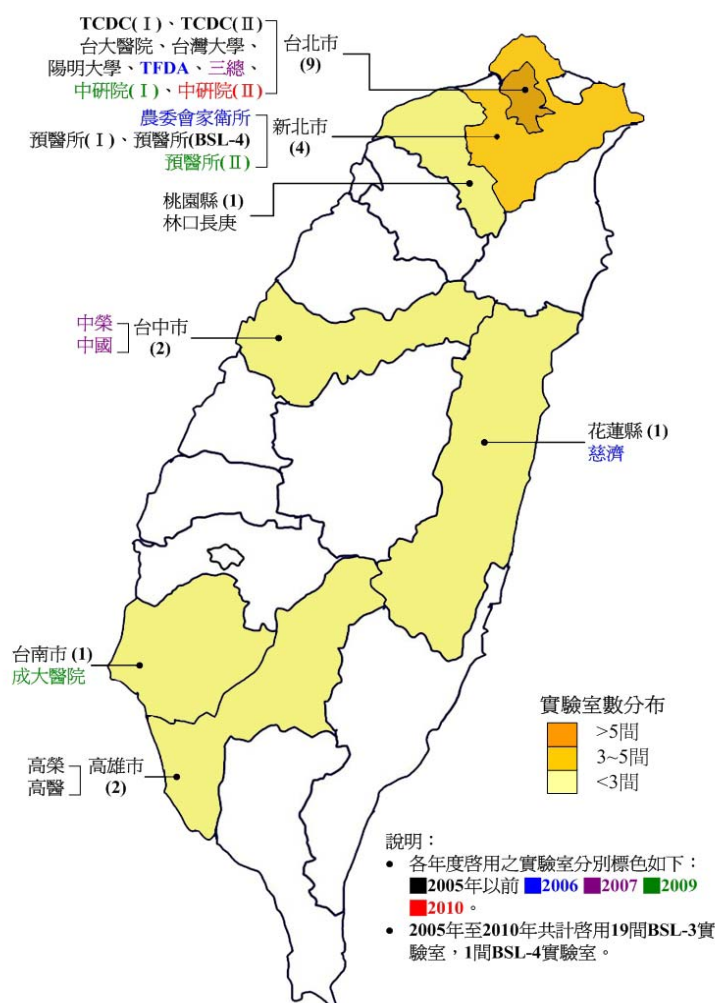 TCDC(Ⅰ)、TCDC(Ⅱ)
台大醫院、台灣大學、
陽明大學、TFDA、三總、
中研院(Ⅰ)、中研院(Ⅱ)
台北市
(9)
農委會家衛所
預醫所(Ⅰ)、預醫所(BSL-4)
預醫所(Ⅱ)
新北市
(4)
桃園縣 (1)
林口長庚
中榮
中國
台中市
(2)
花蓮縣 (1)
慈濟
台南市 (1)
成大醫院
高榮
高醫
高雄市
(2)
實驗室數分布
>5間
3~5間
<3間
說明：
• 各年度啓用之實驗室分別標色如下：
■2005年以前 ■2006 ■2007 ■2009
■2010。
• 2005年至2010年共計啓用19間BSL-3實
驗室，1間BSL-4實驗室。